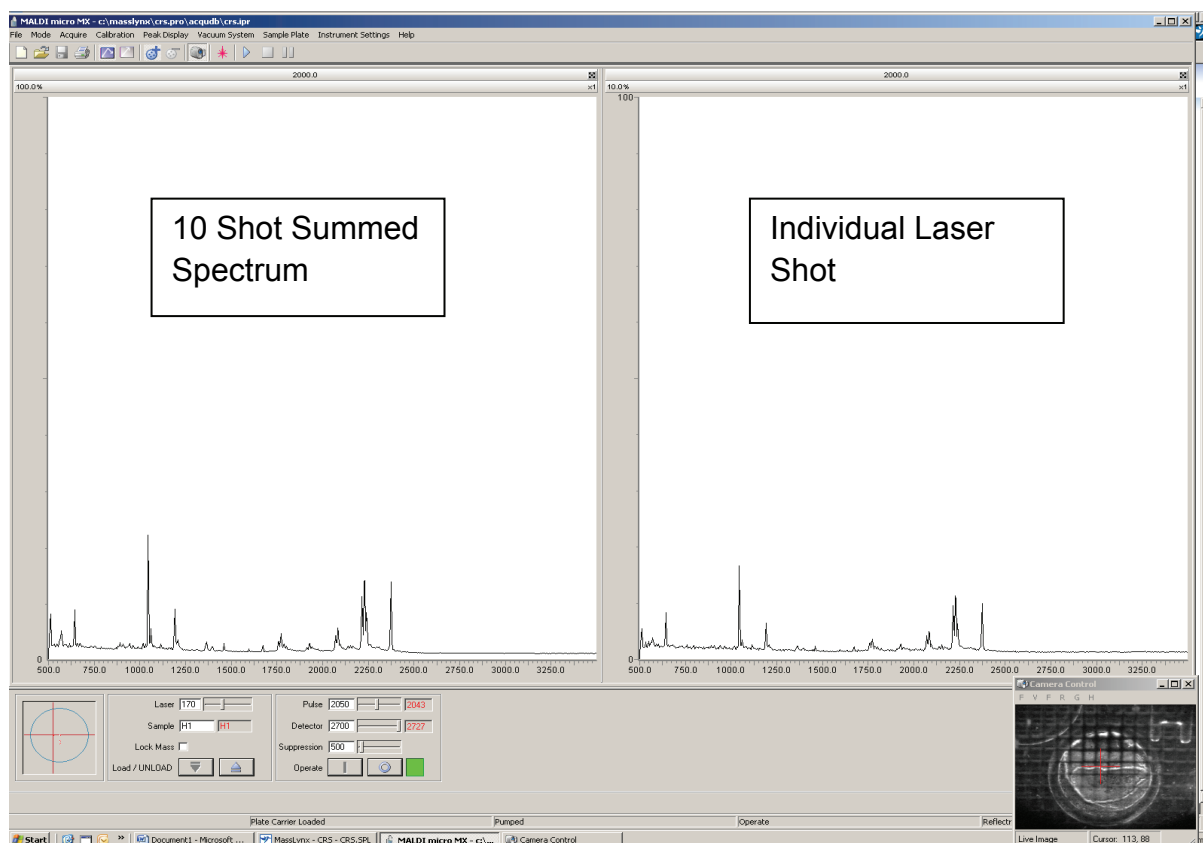 MALDI micro MX - c:\masslynx\crs.pro\acqudb\crs.ipr
File Mode Acquire Calibration Peak Display Vacuum System Sample Plate Instrument Settings Help
2000.0
2000.0
100.0%
×1
10.0%
×1
100
10 Shot Summed
Spectrum
Individual Laser
Shot
0
500.0 750.0 1000.0 1250.0 1500.0 1750.0 2000.0 2250.0 2500.0 2750.0 3000.0 3250.0
0
500.0 750.0 1000.0 1250.0 1500.0 1750.0 2000.0 2250.0 2500.0 2750.0 3000.0 3250.0
Laser 170
Sample H1 H1
Lock Mass
Load / UNLOAD
Pulse 2050 2043
Detector 2700 2727
Suppression 500
Operate
Camera Control
F V F R G H
Live Image Cursor: 113, 88
Plate Carrier Loaded Pumped Operate Reflectr
Start » Document1 - Microsoft ... MassLynx - CRS - CRS.SPL MALDI micro MX - c:\... Camera Control